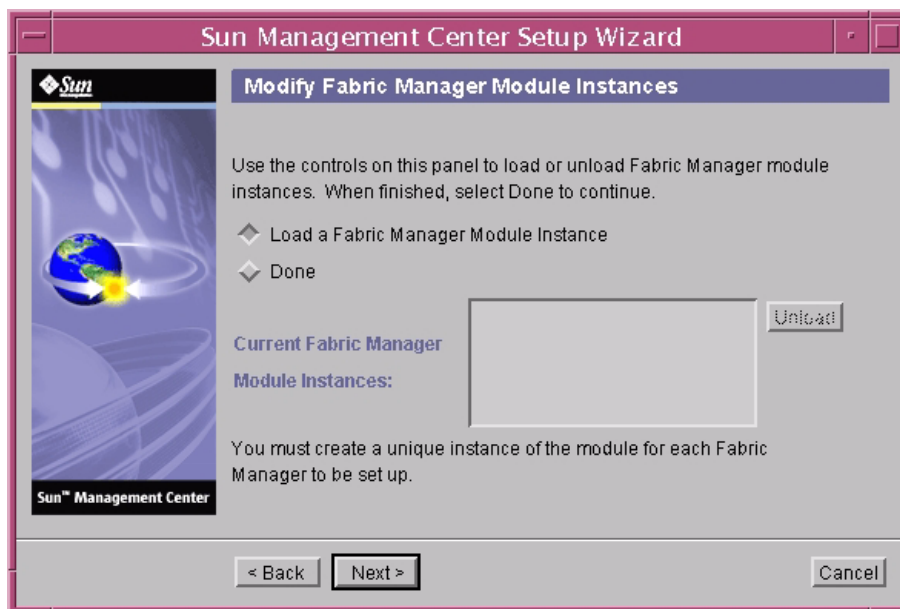 Sun Management Center Setup Wizard
Sun
Modify Fabric Manager Module Instances
Use the controls on this panel to load or unload Fabric Manager module
instances. When finished, select Done to continue.
Load a Fabric Manager Module Instance
Done
Current Fabric Manager
Module Instances:
Unload
You must create a unique instance of the module for each Fabric
Manager to be set up.
Sun™ Management Center
< Back
Next >
Cancel